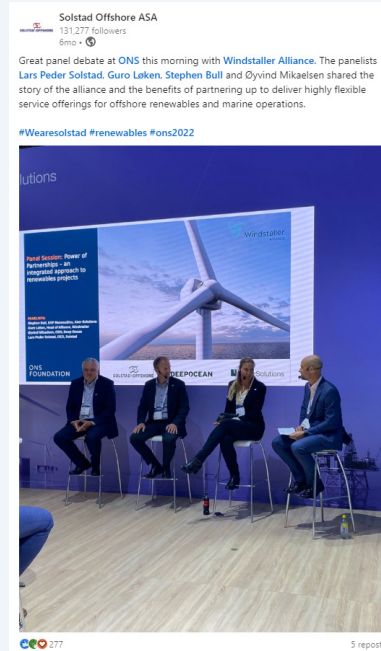 Solstad Offshore ASA
131,277 followers
6mo •
Great panel debate at ONS this morning with Windstaller Alliance. The panelists
Lars Peder Solstad, Guro Løken, Stephen Bull and Øyvind Mikaelsen shared the
story of the alliance and the benefits of partnering up to deliver highly flexible
service offerings for offshore renewables and marine operations.
#Wearesolstad #renewables #ons2022
lutions
Windstaller
Panel Session: Power of
Partnerships – an
integrated approach to
renewables projects
ONS
FOUNDATION
SOLSTAD OFFSHORE
DEEPOCEAN
Solutions
277
5 repost